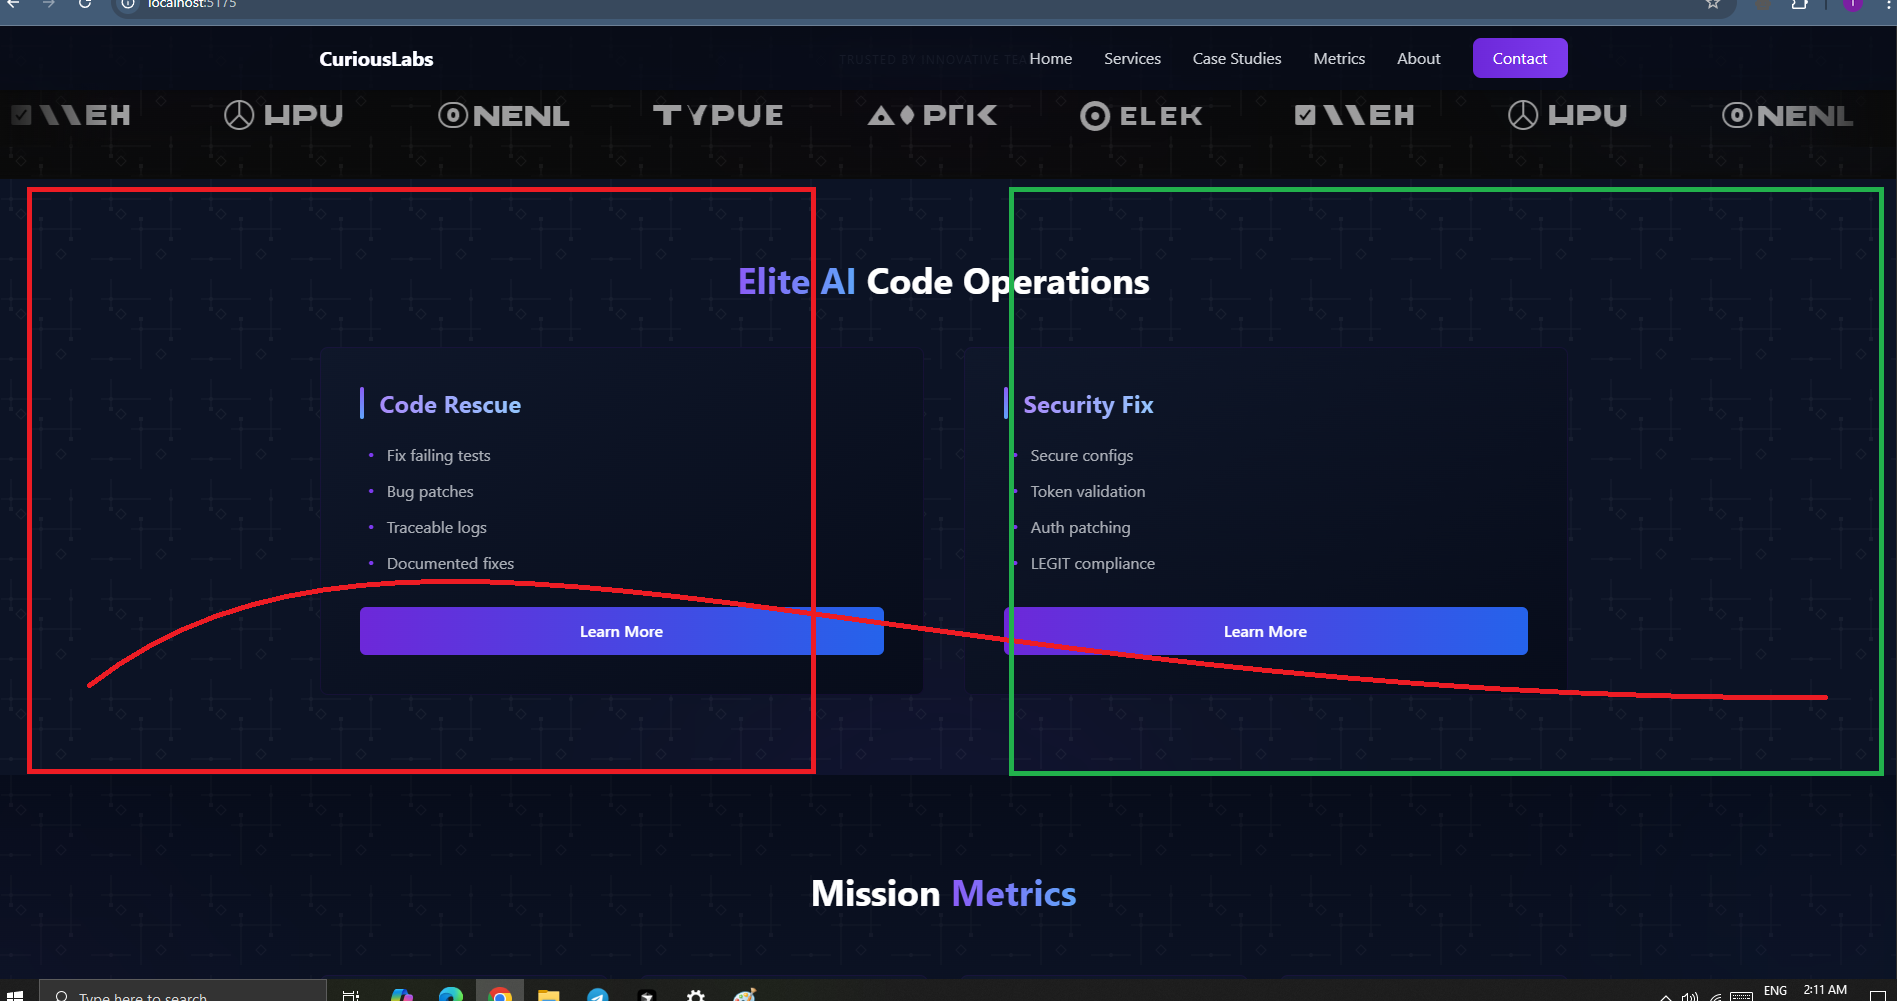 localhost:5175
CuriousLabs
TRUSTED BY INNOVATIVE TEA
Home Services Case Studies Metrics About Contact
HPU NENL TYPUE ELEK HPU NENL
Elite AI Code Operations
Code Rescue
Fix failing tests
Bug patches
Traceable logs
Documented fixes
Learn More
Security Fix
Secure configs
Token validation
Auth patching
LEGIT compliance
Learn More
Mission Metrics
Type here to search
ENG 2:11 AM